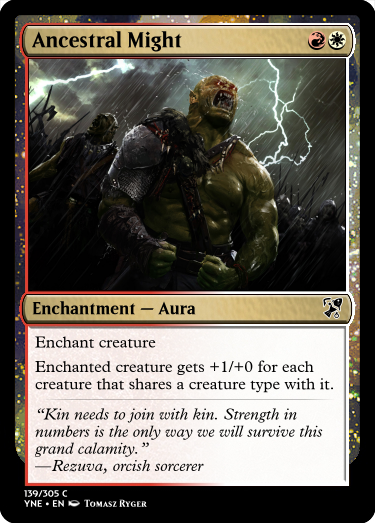 Ancestral Might
Enchantment — Aura
Enchant creature
Enchanted creature gets +1/+0 for each
creature that shares a creature type with it.
“Kin needs to join with kin. Strength in
numbers is the only way we will survive this
grand calamity.”
—Rezuva, orcish sorcerer
139/305 C
YNE • EN Tomasz Ryger